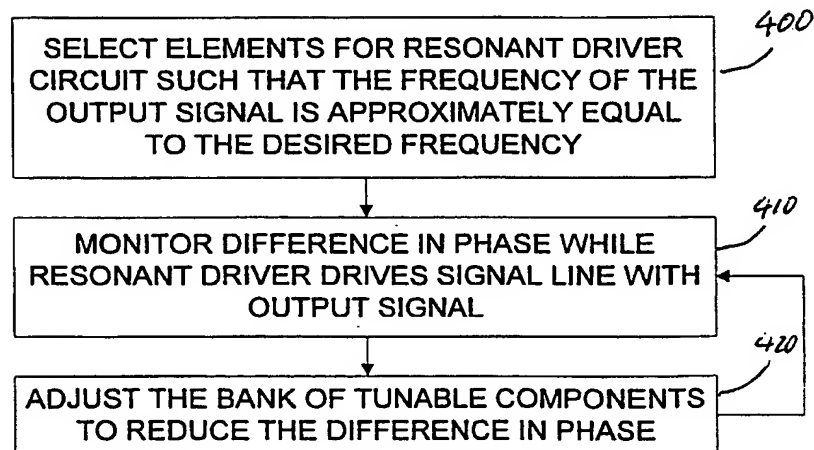 SELECT ELEMENTS FOR RESONANT DRIVER
CIRCUIT SUCH THAT THE FREQUENCY OF THE
OUTPUT SIGNAL IS APPROXIMATELY EQUAL
TO THE DESIRED FREQUENCY
400
MONITOR DIFFERENCE IN PHASE WHILE
RESONANT DRIVER DRIVES SIGNAL LINE WITH
OUTPUT SIGNAL
410
ADJUST THE BANK OF TUNABLE COMPONENTS
TO REDUCE THE DIFFERENCE IN PHASE
420